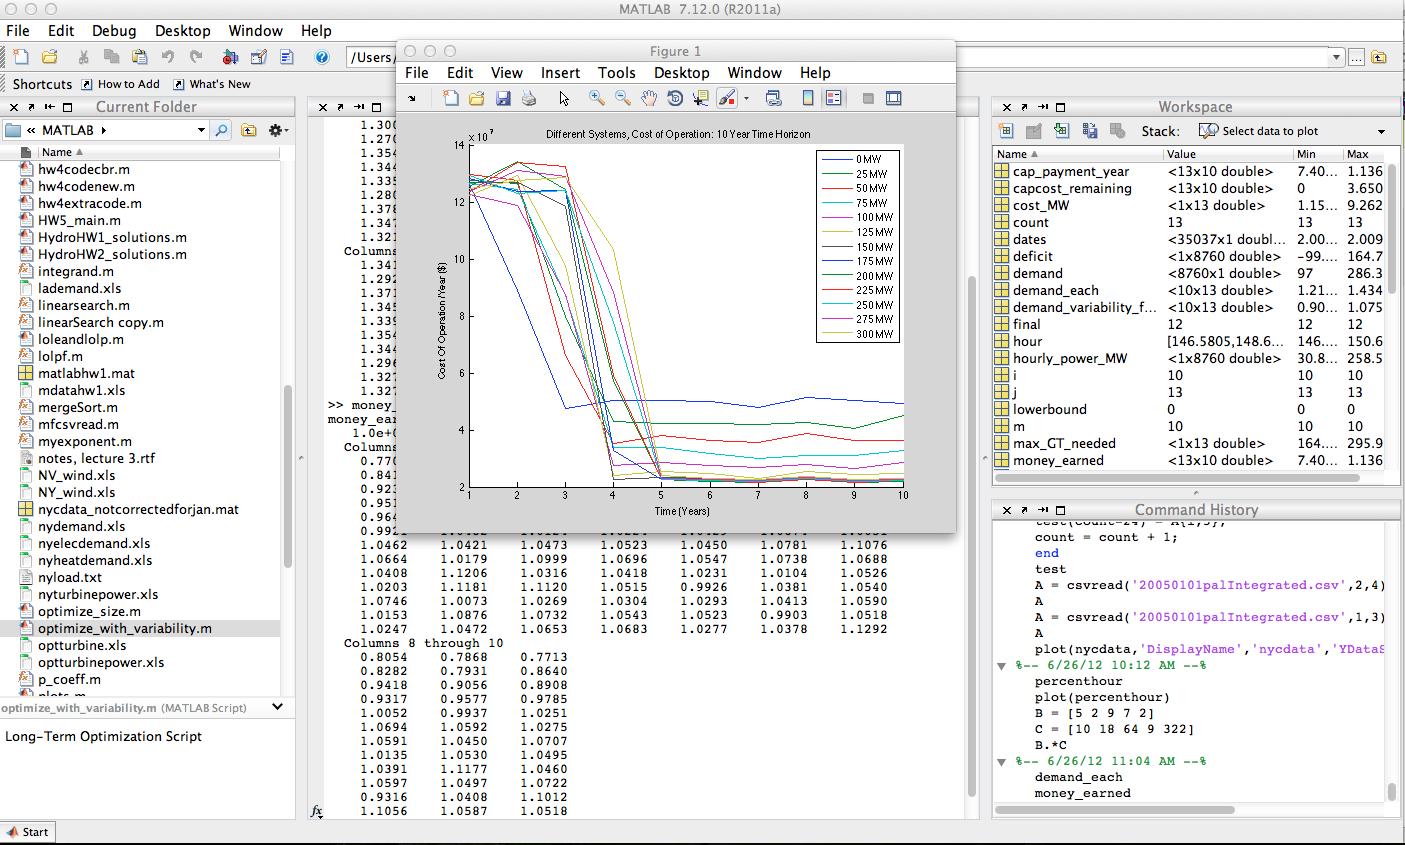 MATLAB 7.12.0 (R2011a)
File Edit Debug Desktop Window Help
/Users/
Shortcuts How to Add What's New
Current Folder
« MATLAB
Name
hw4codecbr.m
hw4codenew.m
hw4extracode.m
HW5_main.m
HydroHW1_solutions.m
HydroHW2_solutions.m
integrand.m
lademand.xls
linearsearch.m
linearSearch copy.m
loleandlolp.m
lolpf.m
matlabhw1.mat
mdatahw1.xls
mergeSort.m
mfcsvread.m
myexponent.m
notes, lecture 3.rtf
NV_wind.xls
NY_wind.xls
nycdata_notcorrectedforjan.mat
nydemand.xls
nyelecdemand.xls
nyheatdemand.xls
nyload.txt
nyturbinepower.xls
optimize_size.m
optimize_with_variability.m
optturbine.xls
optturbinepower.xls
p_coeff.m
plots.m
optimize_with_variability.m (MATLAB Script)
Long-Term Optimization Script
Start
1.300
1.270
1.354
1.354
1.288
1.335
1.378
1.347
1.321
Columns
1.341
1.292
1.371
1.345
1.339
1.354
1.344
1.296
1.327
1.327
>> money_
money_ear
1.0e+0
Columns
0.770
0.841
0.923
0.951
0.964
0.992
1.0462 1.0421 1.0473 1.0523 1.0450 1.0781 1.1076
1.0664 1.0179 1.0999 1.0696 1.0547 1.0738 1.0688
1.0408 1.1206 1.0316 1.0418 1.0231 1.0104 1.0526
1.0203 1.1181 1.1120 1.0515 0.9926 1.0381 1.0540
1.0746 1.0073 1.0269 1.0304 1.0293 1.0413 1.0590
1.0153 1.0876 1.0732 1.0543 1.0523 0.9903 1.0518
1.0247 1.0472 1.0653 1.0683 1.0277 1.0378 1.1292
Columns 8 through 10
0.8054 0.7868 0.7713
0.8282 0.7931 0.8640
0.9418 0.9056 0.8908
0.9317 0.9577 0.9785
1.0052 0.9937 1.0251
1.0694 1.0592 1.0275
1.0591 1.0450 1.0707
1.0135 1.0530 1.0495
1.0391 1.1177 1.0460
1.0597 1.0497 1.0722
0.9316 1.0408 1.1012
1.1056 1.0587 1.0518
fx
Figure 1
File Edit View Insert Tools Desktop Window Help
Different Systems, Cost of Operation: 10 Year Time Horizon
x 10 7
14
12
10
8
6
4
2
Cost Of Operation/Year ($)
1 2 3 4 5 6 7 8 9 10
Time (Years)
0 MW
25 MW
50 MW
75 MW
100 MW
125 MW
150 MW
175 MW
200 MW
225 MW
250 MW
275 MW
300 MW
Workspace
Stack: Select data to plot
Name Value Min Max
cap_payment_year <13x10 double> 7.40... 1.136
capcost_remaining <13x10 double> 0 3.650
cost_MW <1x13 double> 1.15... 9.262
count 13 13 13
dates <35037x1 doubl... 2.00... 2.009
deficit <1x8760 double> -99.... 164.7
demand <8760x1 double> 97 286.3
demand_each <10x13 double> 1.21... 1.434
demand_variability_f... <10x13 double> 0.90... 1.075
final 12 12 12
hour [146.5805,148.6... 146.... 150.6
hourly_power_MW <1x8760 double> 30.8... 258.5
i 10 10 10
j 13 13 13
lowerbound 0 0 0
m 10 10 10
max_GT_needed <1x13 double> 164.... 295.9
money_earned <13x10 double> 7.40... 1.136
Command History
test(count-24) = A{1,5};
count = count + 1;
end
test
A = csvread('20050101palIntegrated.csv',2,4)
A
A = csvread('20050101palIntegrated.csv',1,3)
A
plot(nycdata,'DisplayName','nycdata','YDataS
%-- 6/26/12 10:12 AM --%
percenthour
plot(percenthour)
B = [5 2 9 7 2]
C = [10 18 64 9 322]
B.*C
%-- 6/26/12 11:04 AM --%
demand_each
money_earned